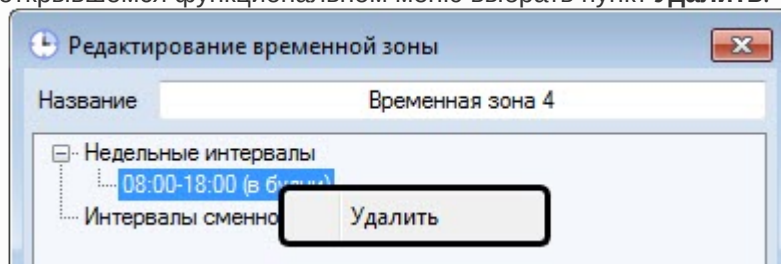 открывшемся функциональном меню выбрать пункт Удалить.
Редактирование временной зоны
Название Временная зона 4
Недельные интервалы
08:00-18:00 (в будни)
Интервалы сменно
Удалить